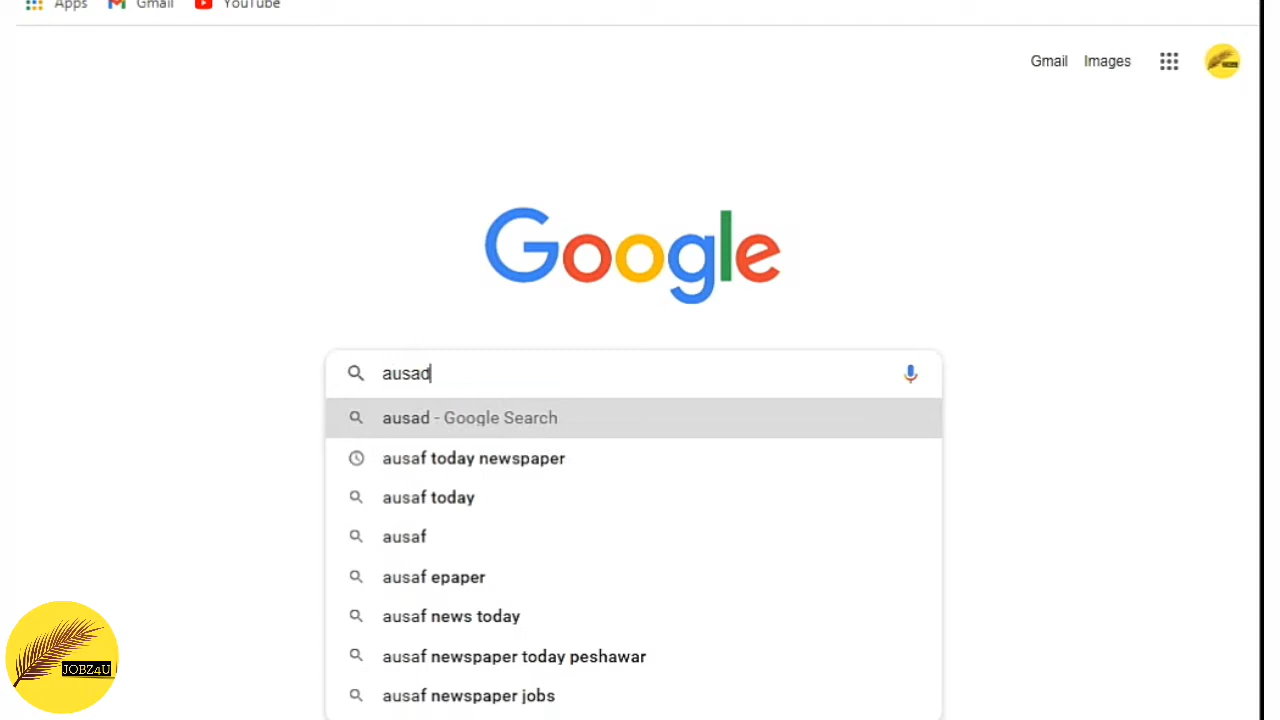 Apps Gmail YouTube
Gmail Images
Google
ausad
ausad - Google Search
ausaf today newspaper
ausaf today
ausaf
ausaf epaper
ausaf news today
ausaf newspaper today peshawar
ausaf newspaper jobs
JOBZ4U